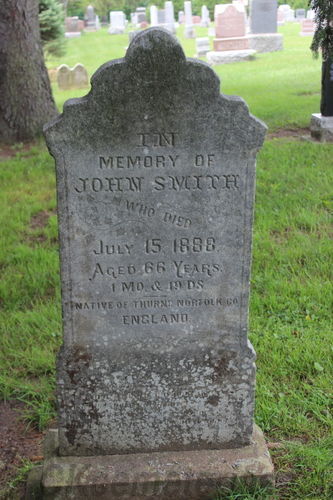 IN
MEMORY OF
JOHN SMITH
WHO DIED
JULY 15, 1888.
AGED 66 YEARS.
1 MO. & 19 DS.
NATIVE OF THURNE NORFOLK CO.
ENGLAND.